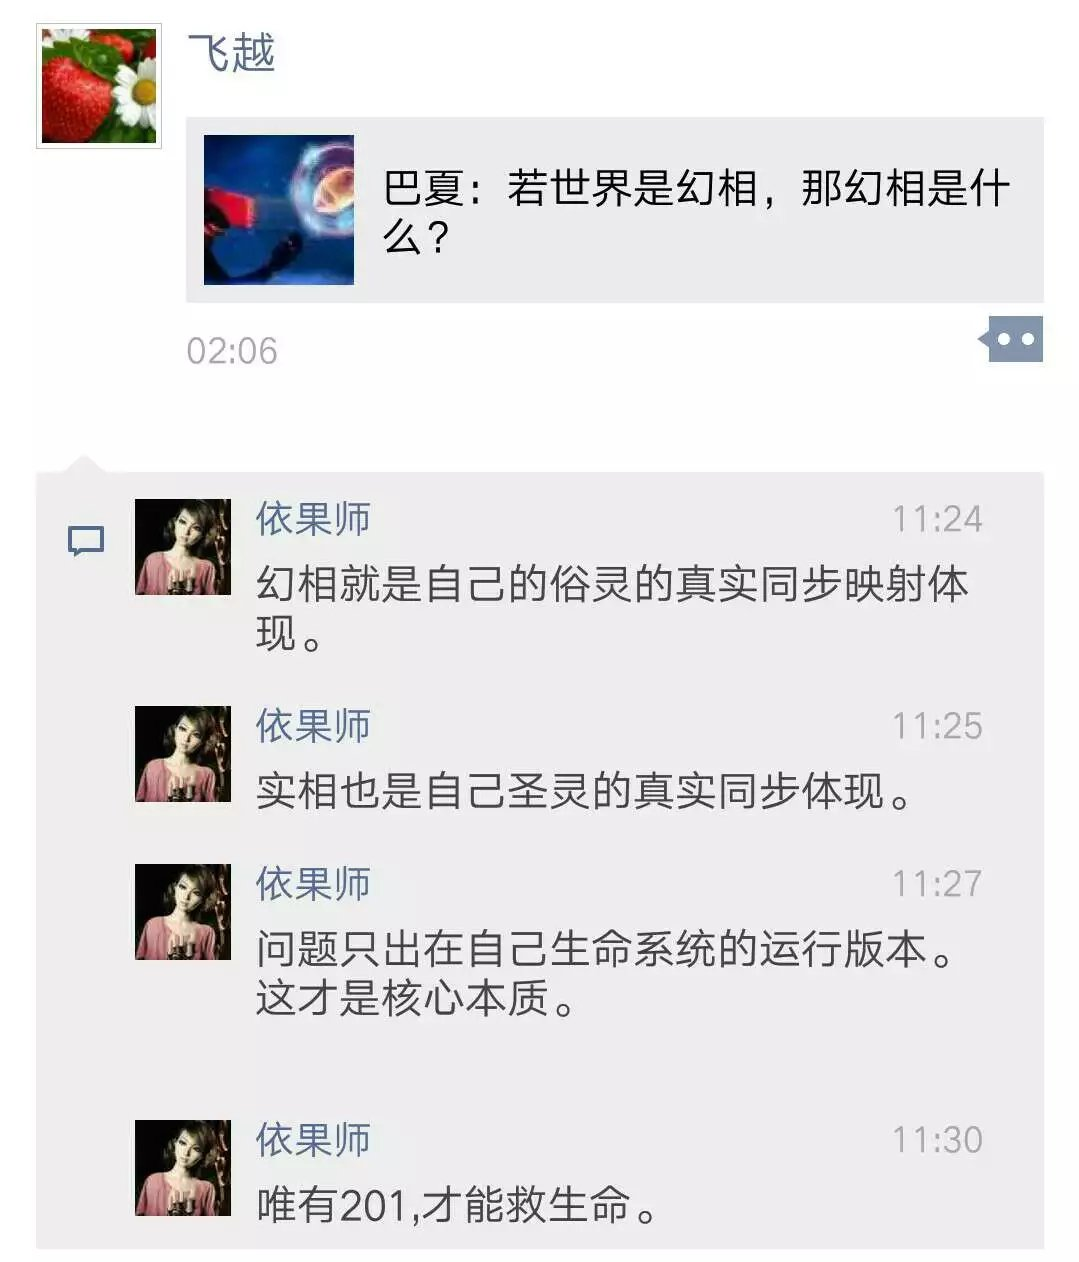 飞越
巴夏：若世界是幻相，那幻相是什
么？
02:06
依果师
11:24
幻相就是自己的俗灵的真实同步映射体
现。
依果师
11:25
实相也是自己圣灵的真实同步体现。
依果师
11:27
问题只出在自己生命系统的运行版本。
这才是核心本质。
依果师
11:30
唯有201,才能救生命。